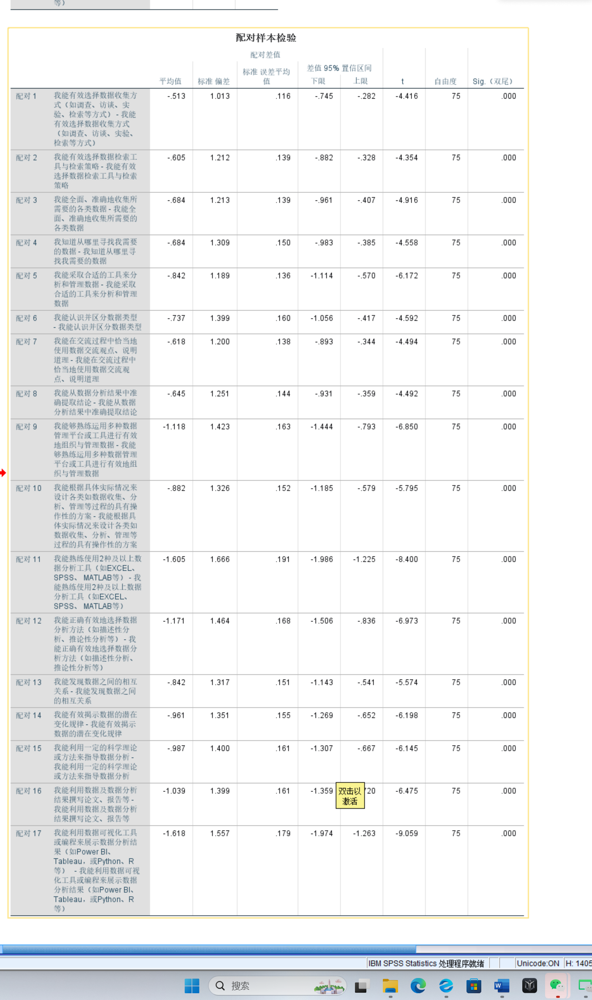 等）
配对样本检验
配对差值
差值 95% 置信区间
标准 误差平均
平均值 标准 偏差 值 下限 上限 t 自由度 Sig.（双尾）
配对 1 我能有效选择数据收集方 -.513 1.013 .116 -.745 -.282 -4.416 75 .000
式（如调查、访谈、实
验、检索等方式） - 我能
有效选择数据收集方式
（如调查、访谈、实验、
检索等方式）
配对 2 我能有效选择数据检索工 -.605 1.212 .139 -.882 -.328 -4.354 75 .000
具与检索策略 - 我能有效
选择数据检索工具与检索
策略
配对 3 我能全面、准确地收集所 -.684 1.213 .139 -.961 -.407 -4.916 75 .000
需要的各类数据 - 我能全
面、准确地收集所需要的
各类数据
配对 4 我知道从哪里寻找我需要 -.684 1.309 .150 -.983 -.385 -4.558 75 .000
的数据 - 我知道从哪里寻
找我需要的数据
配对 5 我能采取合适的工具来分 -.842 1.189 .136 -1.114 -.570 -6.172 75 .000
析和管理数据 - 我能采取
合适的工具来分析和管理
数据
配对 6 我能认识并区分数据类型 -.737 1.399 .160 -1.056 -.417 -4.592 75 .000
- 我能认识并区分数据类型
配对 7 我能在交流过程中恰当地 -.618 1.200 .138 -.893 -.344 -4.494 75 .000
使用数据交流观点、说明
道理 - 我能在交流过程中
恰当地使用数据交流观
点、说明道理
配对 8 我能从数据分析结果中准 -.645 1.251 .144 -.931 -.359 -4.492 75 .000
确提取结论 - 我能从数据
分析结果中准确提取结论
配对 9 我能够熟练运用多种数据 -1.118 1.423 .163 -1.444 -.793 -6.850 75 .000
管理平台或工具进行有效
地组织与管理数据 - 我能
够熟练运用多种数据管理
平台或工具进行有效地组
织与管理数据
配对 10 我能根据具体实际情况来 -.882 1.326 .152 -1.185 -.579 -5.795 75 .000
设计各类如数据收集、分
析、管理等过程的具有操
作性的方案 - 我能根据具
体实际情况来设计各类如
数据收集、分析、管理等
过程的具有操作性的方案
配对 11 我能熟练使用2种及以上数 -1.605 1.666 .191 -1.986 -1.225 -8.400 75 .000
据分析工具（如EXCEL、
SPSS、 MATLAB等） - 我
能熟练使用2种及以上数据
分析工具（如EXCEL、
SPSS、 MATLAB等）
配对 12 我能正确有效地选择数据 -1.171 1.464 .168 -1.506 -.836 -6.973 75 .000
分析方法（如描述性分
析、推论性分析等） - 我
能正确有效地选择数据分
析方法（如描述性分析、
推论性分析等）
配对 13 我能发现数据之间的相互 -.842 1.317 .151 -1.143 -.541 -5.574 75 .000
关系 - 我能发现数据之间
的相互关系
配对 14 我能有效揭示数据的潜在 -.961 1.351 .155 -1.269 -.652 -6.198 75 .000
变化规律 - 我能有效揭示
数据的潜在变化规律
配对 15 我能利用一定的科学理论 -.987 1.400 .161 -1.307 -.667 -6.145 75 .000
或方法来指导数据分析 -
我能利用一定的科学理论
或方法来指导数据分析
配对 16 我能利用数据及数据分析 -1.039 1.399 .161 -1.359 720 -6.475 75 .000
双击以
激活
结果撰写论文、报告等 -
我能利用数据及数据分析
结果撰写论文、报告等
配对 17 我能利用数据可视化工具 -1.618 1.557 .179 -1.974 -1.263 -9.059 75 .000
或编程来展示数据分析结
果（如Power BI、
Tableau，或Python、R
等） - 我能利用数据可视
化工具或编程来展示数据
分析结果（如Power BI、
Tableau，或Python、R
等）
IBM SPSS Statistics 处理程序就绪 Unicode:ON H: 1405
搜索